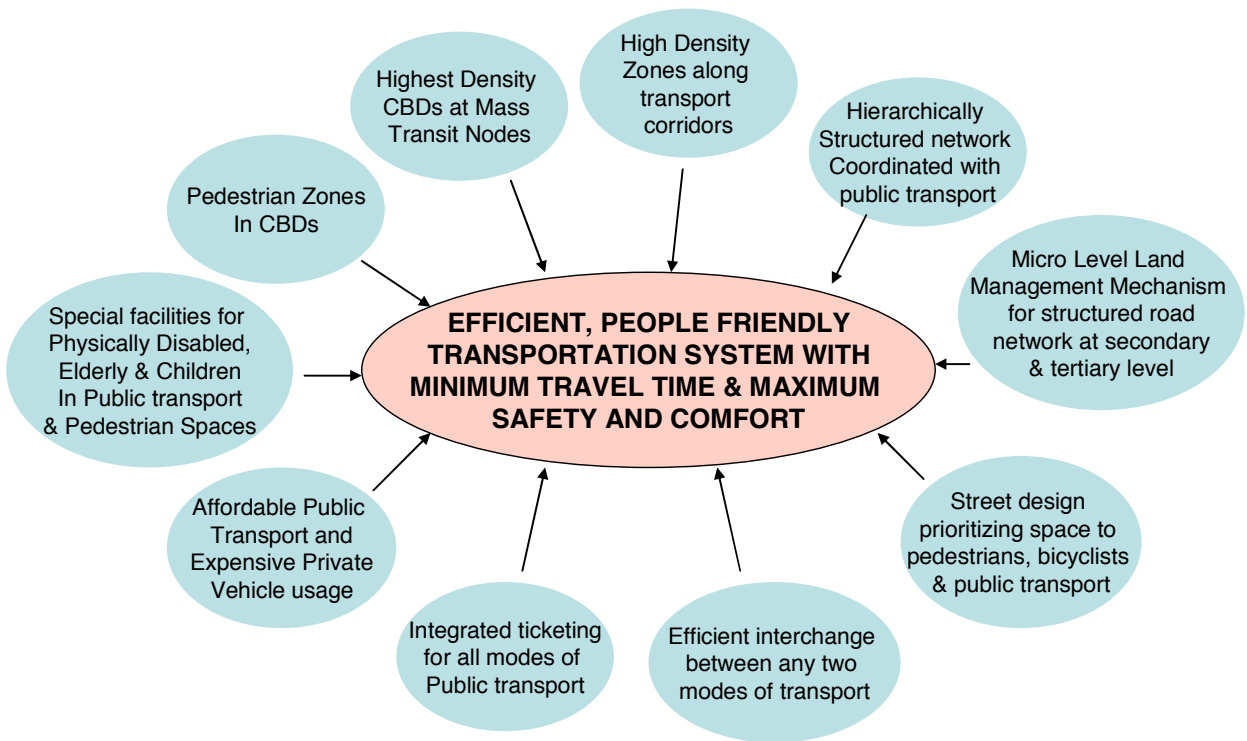 High Density
Zones along
transport
corridors
Highest Density
CBDs at Mass
Transit Nodes
Hierarchically
Structured network
Coordinated with
public transport
Pedestrian Zones
In CBDs
Micro Level Land
Management Mechanism
for structured road
network at secondary
& tertiary level
Special facilities for
Physically Disabled,
Elderly & Children
In Public transport
& Pedestrian Spaces
EFFICIENT, PEOPLE FRIENDLY
TRANSPORTATION SYSTEM WITH
MINIMUM TRAVEL TIME & MAXIMUM
SAFETY AND COMFORT
Affordable Public
Transport and
Expensive Private
Vehicle usage
Street design
prioritizing space to
pedestrians, bicyclists
& public transport
Integrated ticketing
for all modes of
Public transport
Efficient interchange
between any two
modes of transport